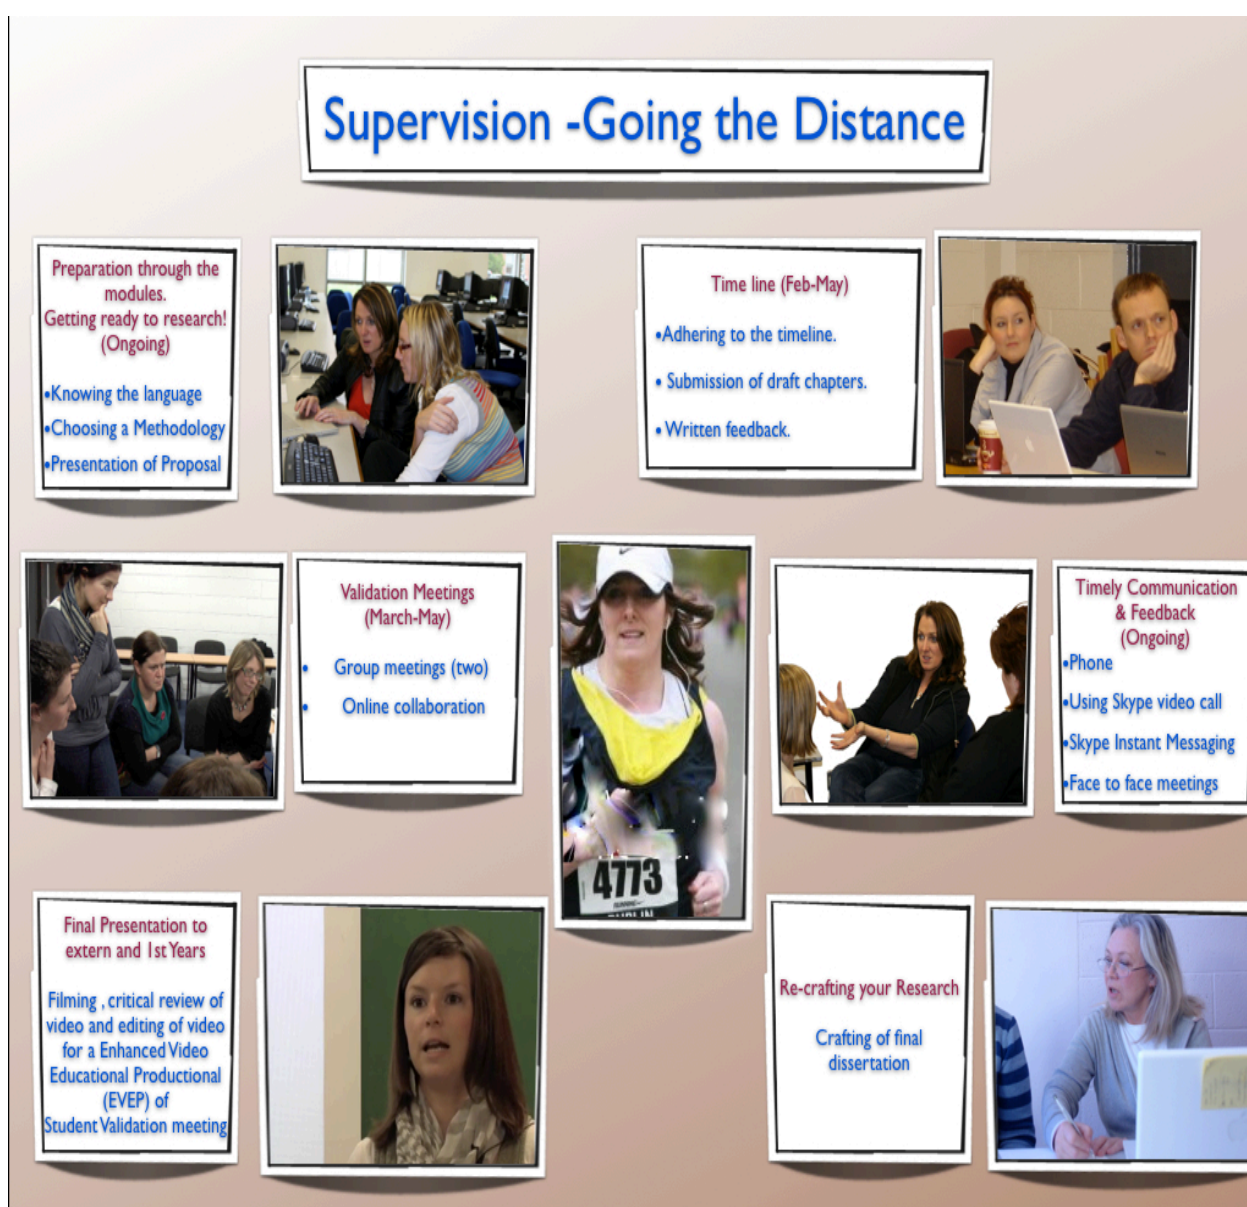 Supervision -Going the Distance
Preparation through the
modules.
Getting ready to research!
(Ongoing)
•Knowing the language
•Choosing a Methodology
•Presentation of Proposal
Time line (Feb-May)
•Adhering to the timeline.
• Submission of draft chapters.
• Written feedback.
Validation Meetings
(March-May)
• Group meetings (two)
• Online collaboration
4773
Timely Communication
& Feedback
(Ongoing)
•Phone
•Using Skype video call
•Skype Instant Messaging
•Face to face meetings
Final Presentation to
extern and 1st Years
Filming , critical review of
video and editing of video
for a Enhanced Video
Educational Productional
(EVEP) of
Student Validation meeting
Re-crafting your Research
Crafting of final
dissertation